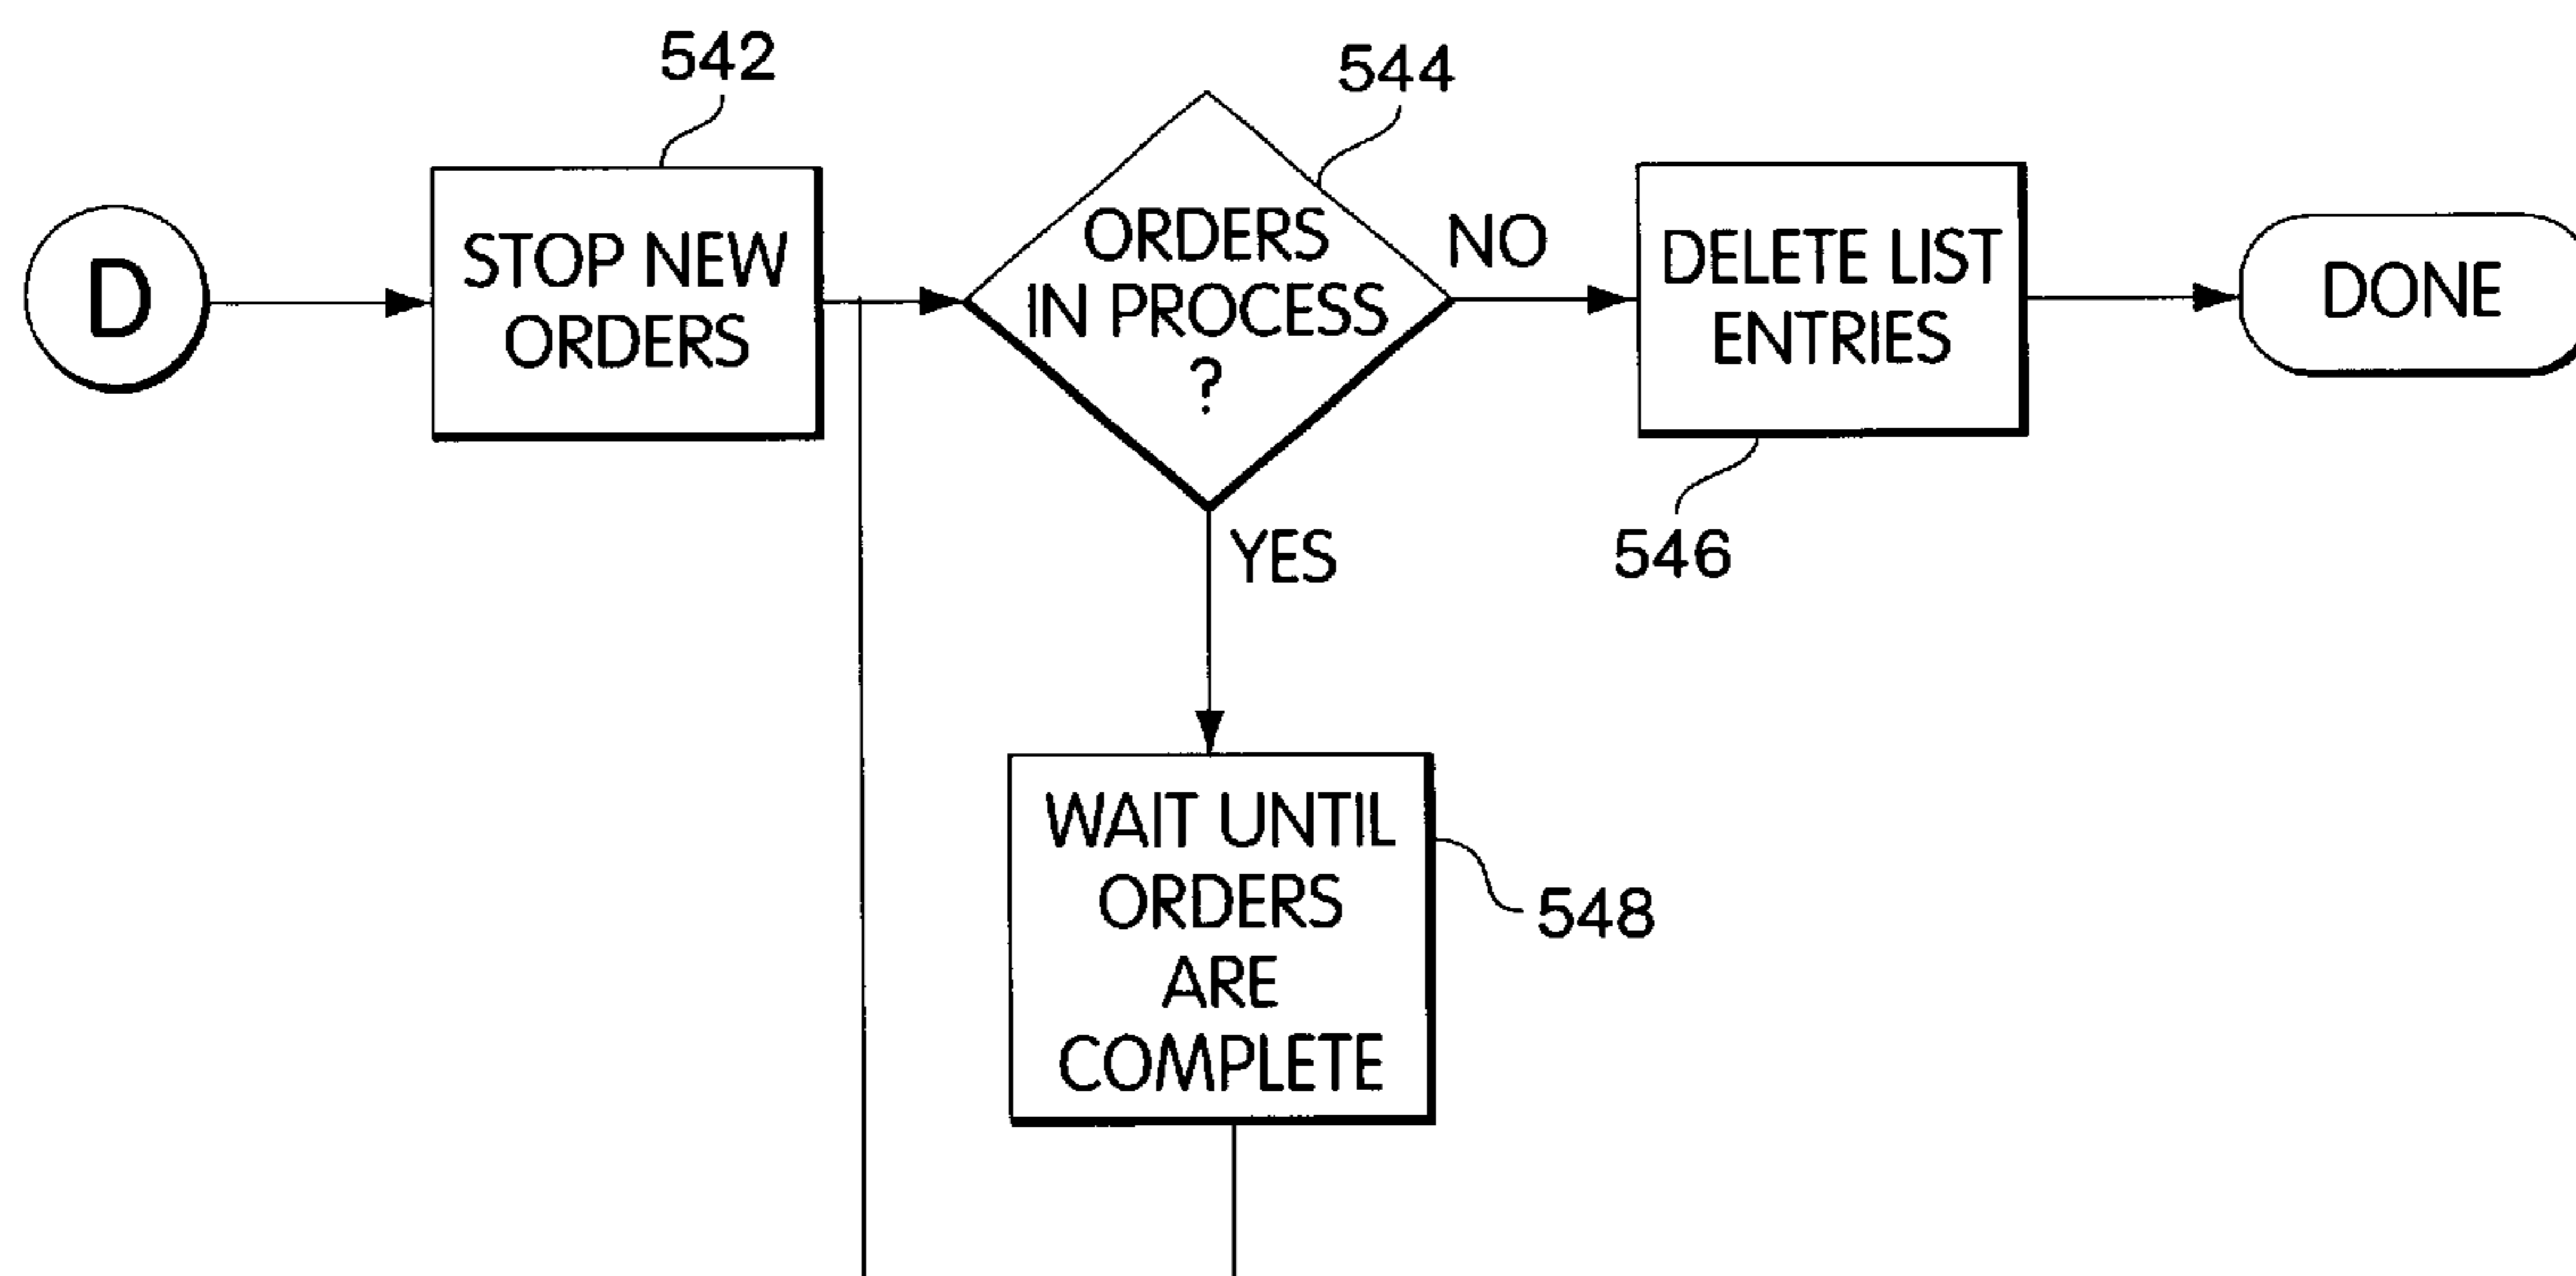 542
544
D
STOP NEW
ORDERS
ORDERS
IN PROCESS
?
NO
DELETE LIST
ENTRIES
DONE
546
YES
WAIT UNTIL
ORDERS
ARE
COMPLETE
548